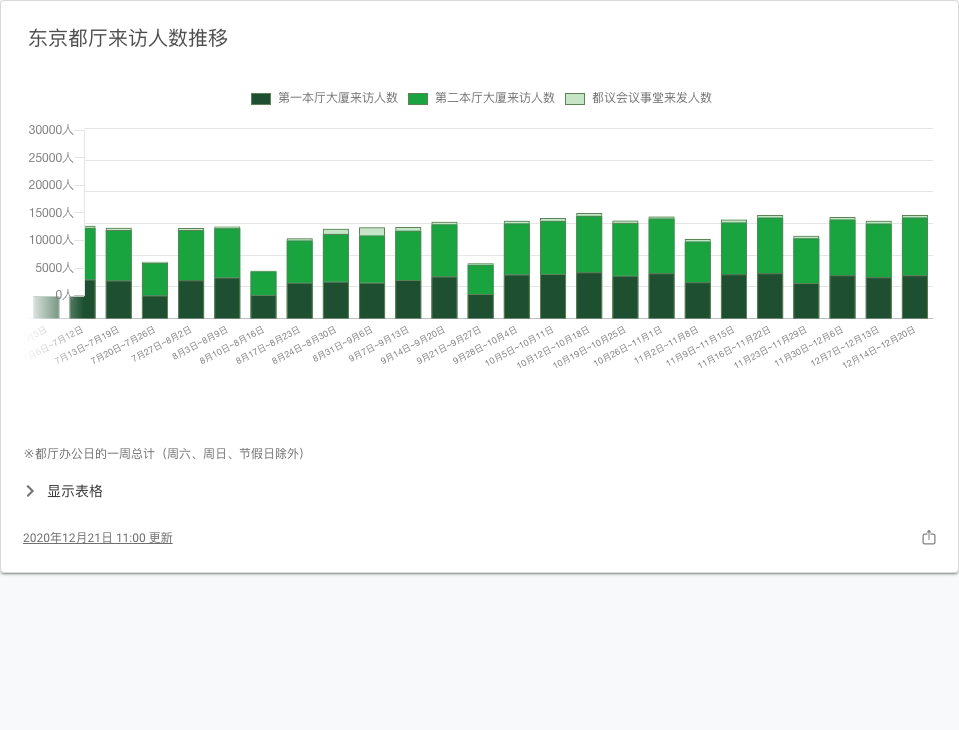 东京都厅来访人数推移
第一本厅大厦来访人数 第二本厅大厦来访人数 都议会议事堂来发人数
30000人
25000人
20000人
15000人
10000人
5000人
0人
7月13日~7月19日
7月20日~7月26日
7月27日~8月2日
8月3日~8月9日
8月10日~8月16日
8月17日~8月23日
8月24日~8月30日
8月31日~9月6日
9月7日~9月13日
9月14日~9月20日
9月21日~9月27日
9月28日~10月4日
10月5日~10月11日
10月12日~10月18日
10月19日~10月25日
10月26日~11月1日
11月2日~11月8日
11月9日~11月15日
11月16日~11月22日
11月23日~11月29日
11月30日~12月6日
12月7日~12月13日
12月14日~12月20日
※都厅办公日的一周总计（周六、周日、节假日除外）
显示表格
2020年12月21日 11:00 更新